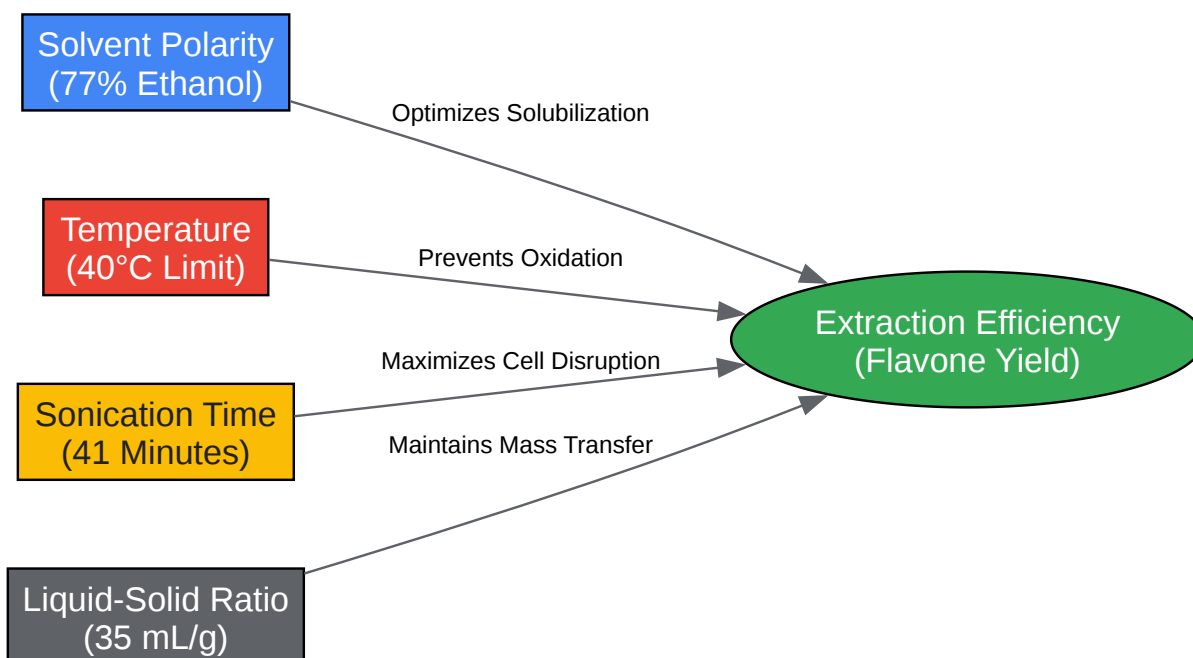 Solvent Polarity
(77% Ethanol)
Optimizes Solubilization
Temperature
(40°C Limit)
Prevents Oxidation
Extraction Efficiency
(Flavone Yield)
Maximizes Cell Disruption
Sonication Time
(41 Minutes)
Maintains Mass Transfer
Liquid-Solid Ratio
(35 mL/g)